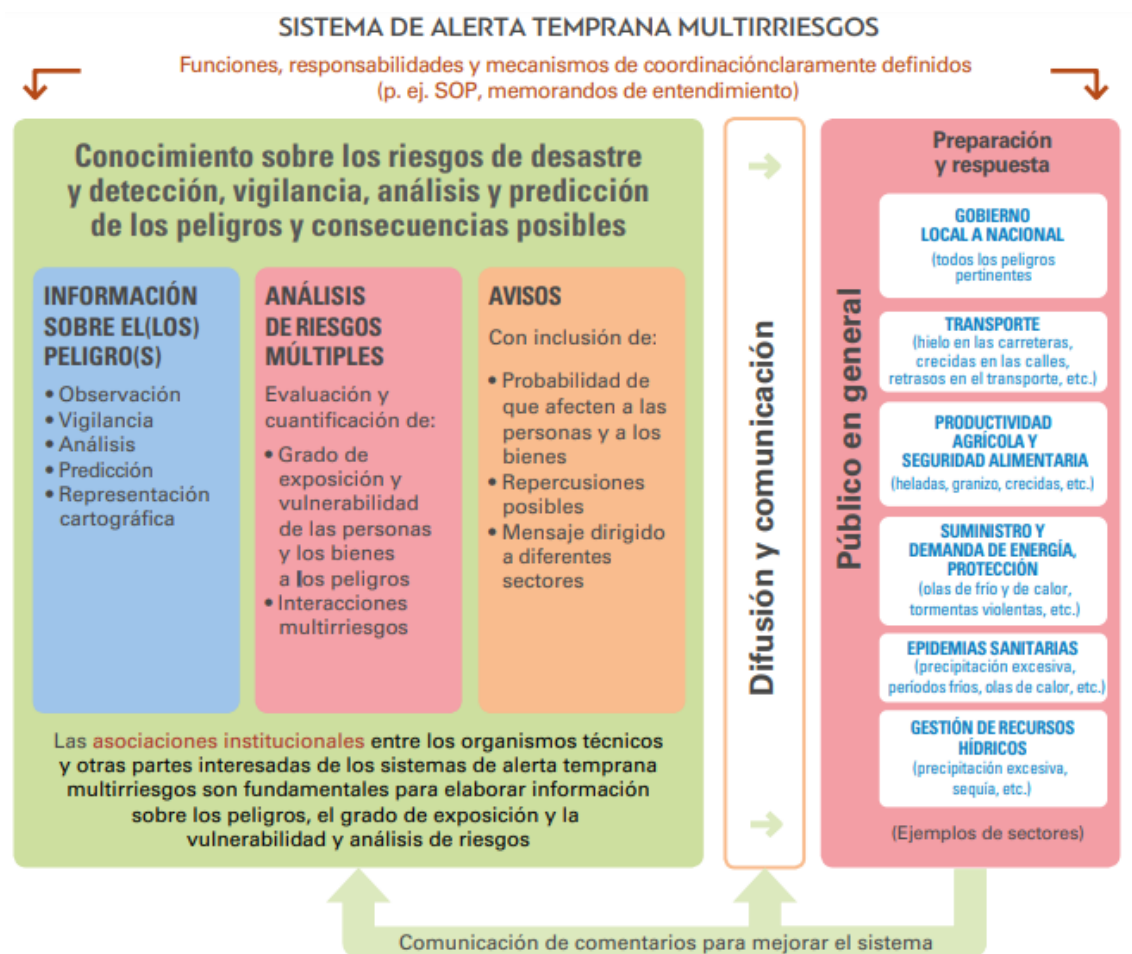 SISTEMA DE ALERTA TEMPRANA MULTIRRIESGOS
Funciones, responsabilidades y mecanismos de coordinaciónclaramente definidos
(p. ej. SOP, memorandos de entendimiento)
Conocimiento sobre los riesgos de desastre
y detección, vigilancia, análisis y predicción
de los peligros y consecuencias posibles
INFORMACIÓN
SOBRE EL(LOS)
PELIGRO(S)
• Observación
• Vigilancia
• Análisis
• Predicción
• Representación
cartográfica
ANÁLISIS
DE RIESGOS
MÚLTIPLES
Evaluación y
cuantificación de:
• Grado de
exposición y
vulnerabilidad
de las personas
y los bienes
a los peligros
• Interacciones
multirriesgos
AVISOS
Con inclusión de:
• Probabilidad de
que afecten a las
personas y a los
bienes
• Repercusiones
posibles
• Mensaje dirigido
a diferentes
sectores
Las asociaciones institucionales entre los organismos técnicos
y otras partes interesadas de los sistemas de alerta temprana
multirriesgos son fundamentales para elaborar información
sobre los peligros, el grado de exposición y la
vulnerabilidad y análisis de riesgos
Difusión y comunicación
Público en general
Preparación
y respuesta
GOBIERNO
LOCAL A NACIONAL
(todos los peligros
pertinentes
TRANSPORTE
(hielo en las carreteras,
crecidas en las calles,
retrasos en el transporte, etc.)
PRODUCTIVIDAD
AGRÍCOLA Y
SEGURIDAD ALIMENTARIA
(heladas, granizo, crecidas, etc.)
SUMINISTRO Y
DEMANDA DE ENERGÍA,
PROTECCIÓN
(olas de frío y de calor,
tormentas violentas, etc.)
EPIDEMIAS SANITARIAS
(precipitación excesiva,
períodos fríos, olas de calor, etc.)
GESTIÓN DE RECURSOS
HÍDRICOS
(precipitación excesiva,
sequía, etc.)
(Ejemplos de sectores)
Comunicación de comentarios para mejorar el sistema